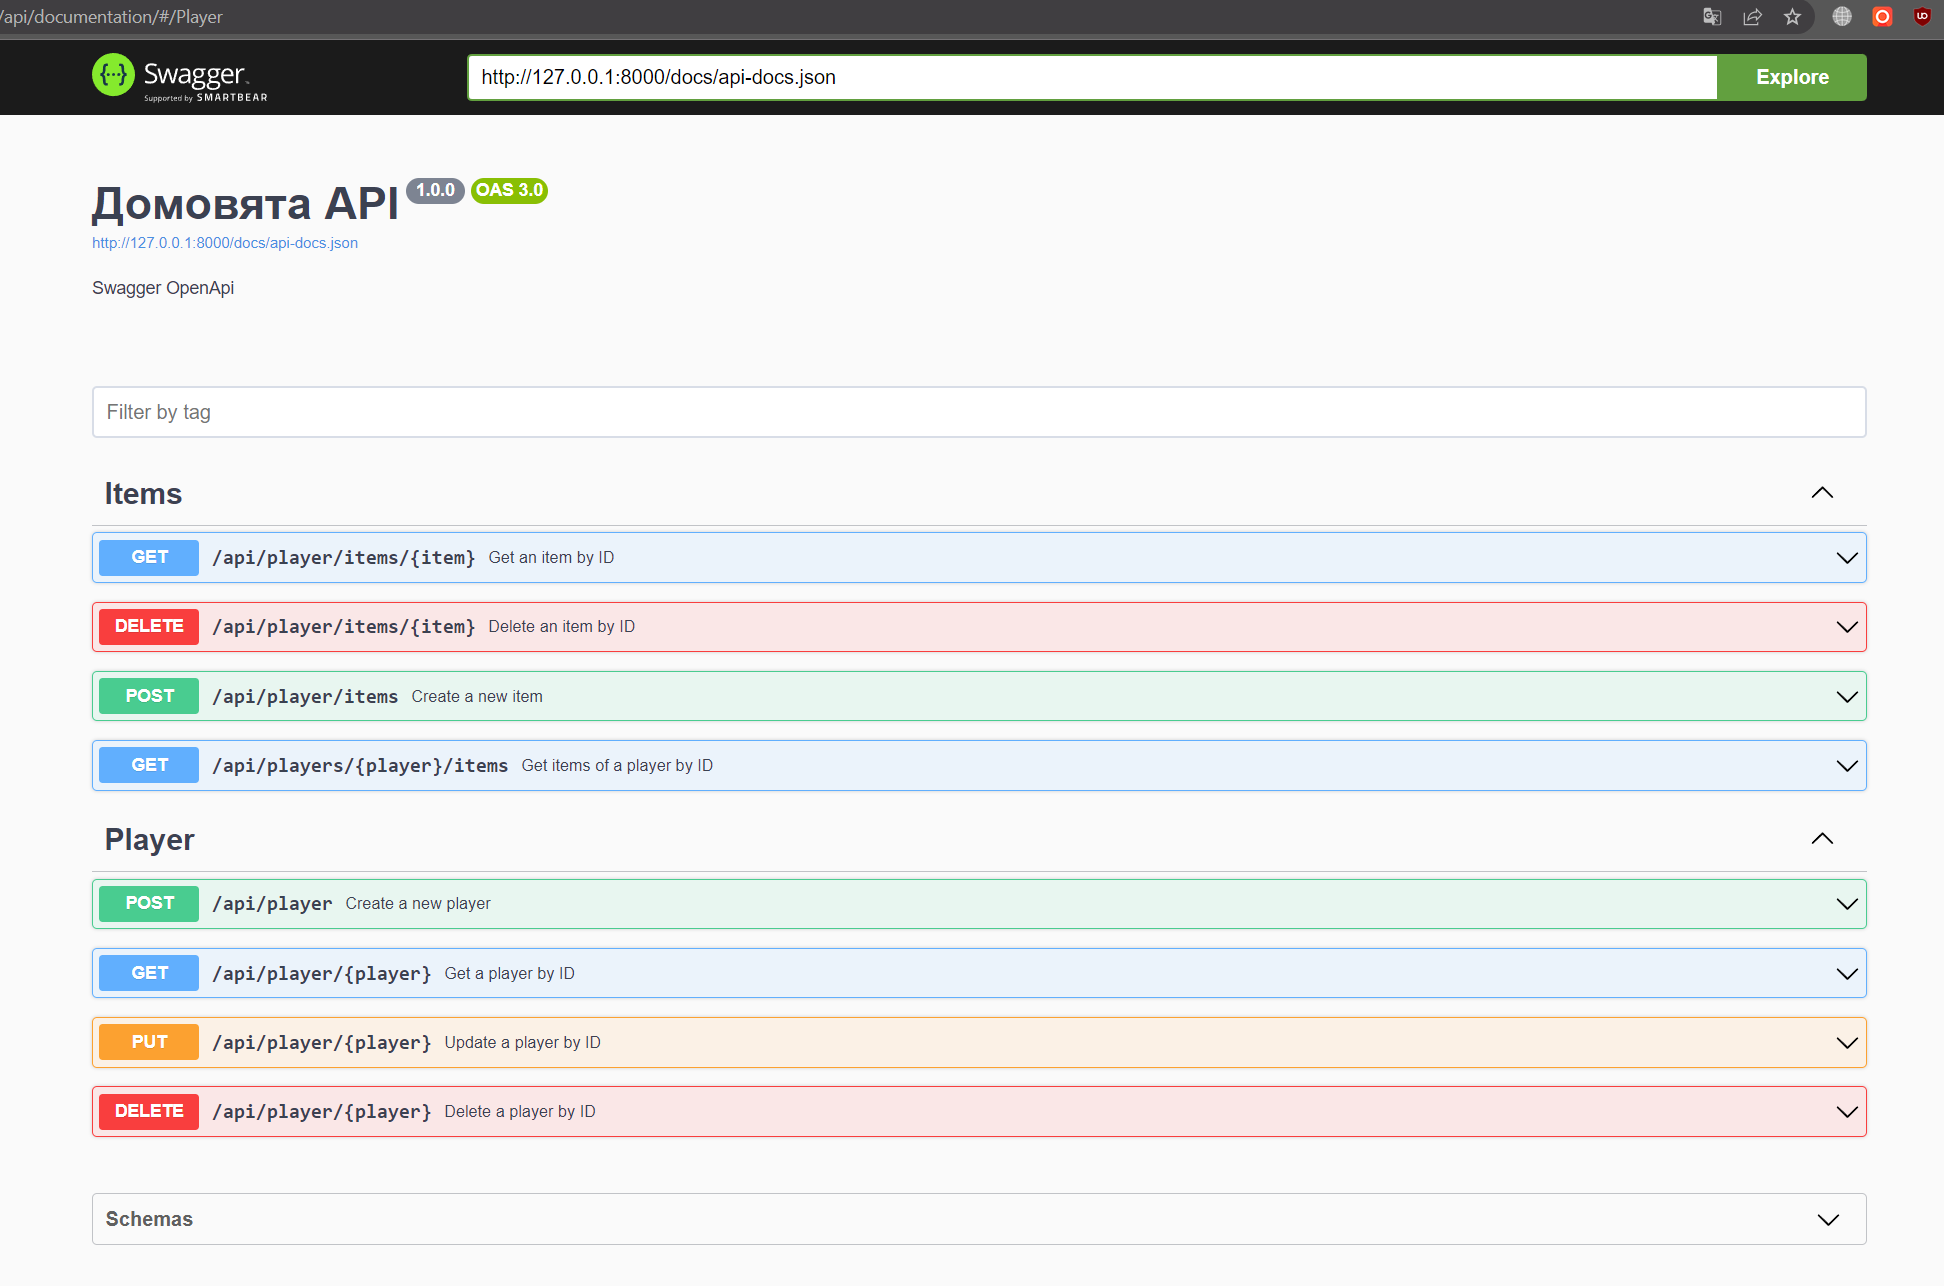 /api/documentation/#/Player
Swagger
Supported by SMARTBEAR
http://127.0.0.1:8000/docs/api-docs.json
Explore
Домовята API 1.0.0 OAS 3.0
http://127.0.0.1:8000/docs/api-docs.json
Swagger OpenApi
Filter by tag
Items
GET /api/player/items/{item} Get an item by ID
DELETE /api/player/items/{item} Delete an item by ID
POST /api/player/items Create a new item
GET /api/players/{player}/items Get items of a player by ID
Player
POST /api/player Create a new player
GET /api/player/{player} Get a player by ID
PUT /api/player/{player} Update a player by ID
DELETE /api/player/{player} Delete a player by ID
Schemas